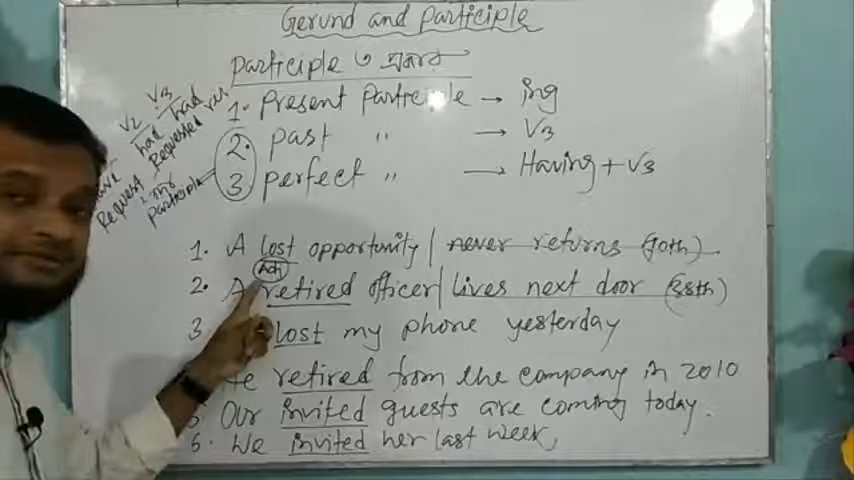 Gerund and participle
participle ৩ প্রকার
1. Present participle → ing
2. past " → V3
3. perfect " → Having + V3
V2 V3
had had
Request Requested
ing
participle
1. A lost opportunity | never returns (70th).
Adj
2. A retired officer | lives next door (38th)
3. lost my phone yesterday
He retired from the company in 2010
5. Our invited guests are coming today.
6. We invited her last week,